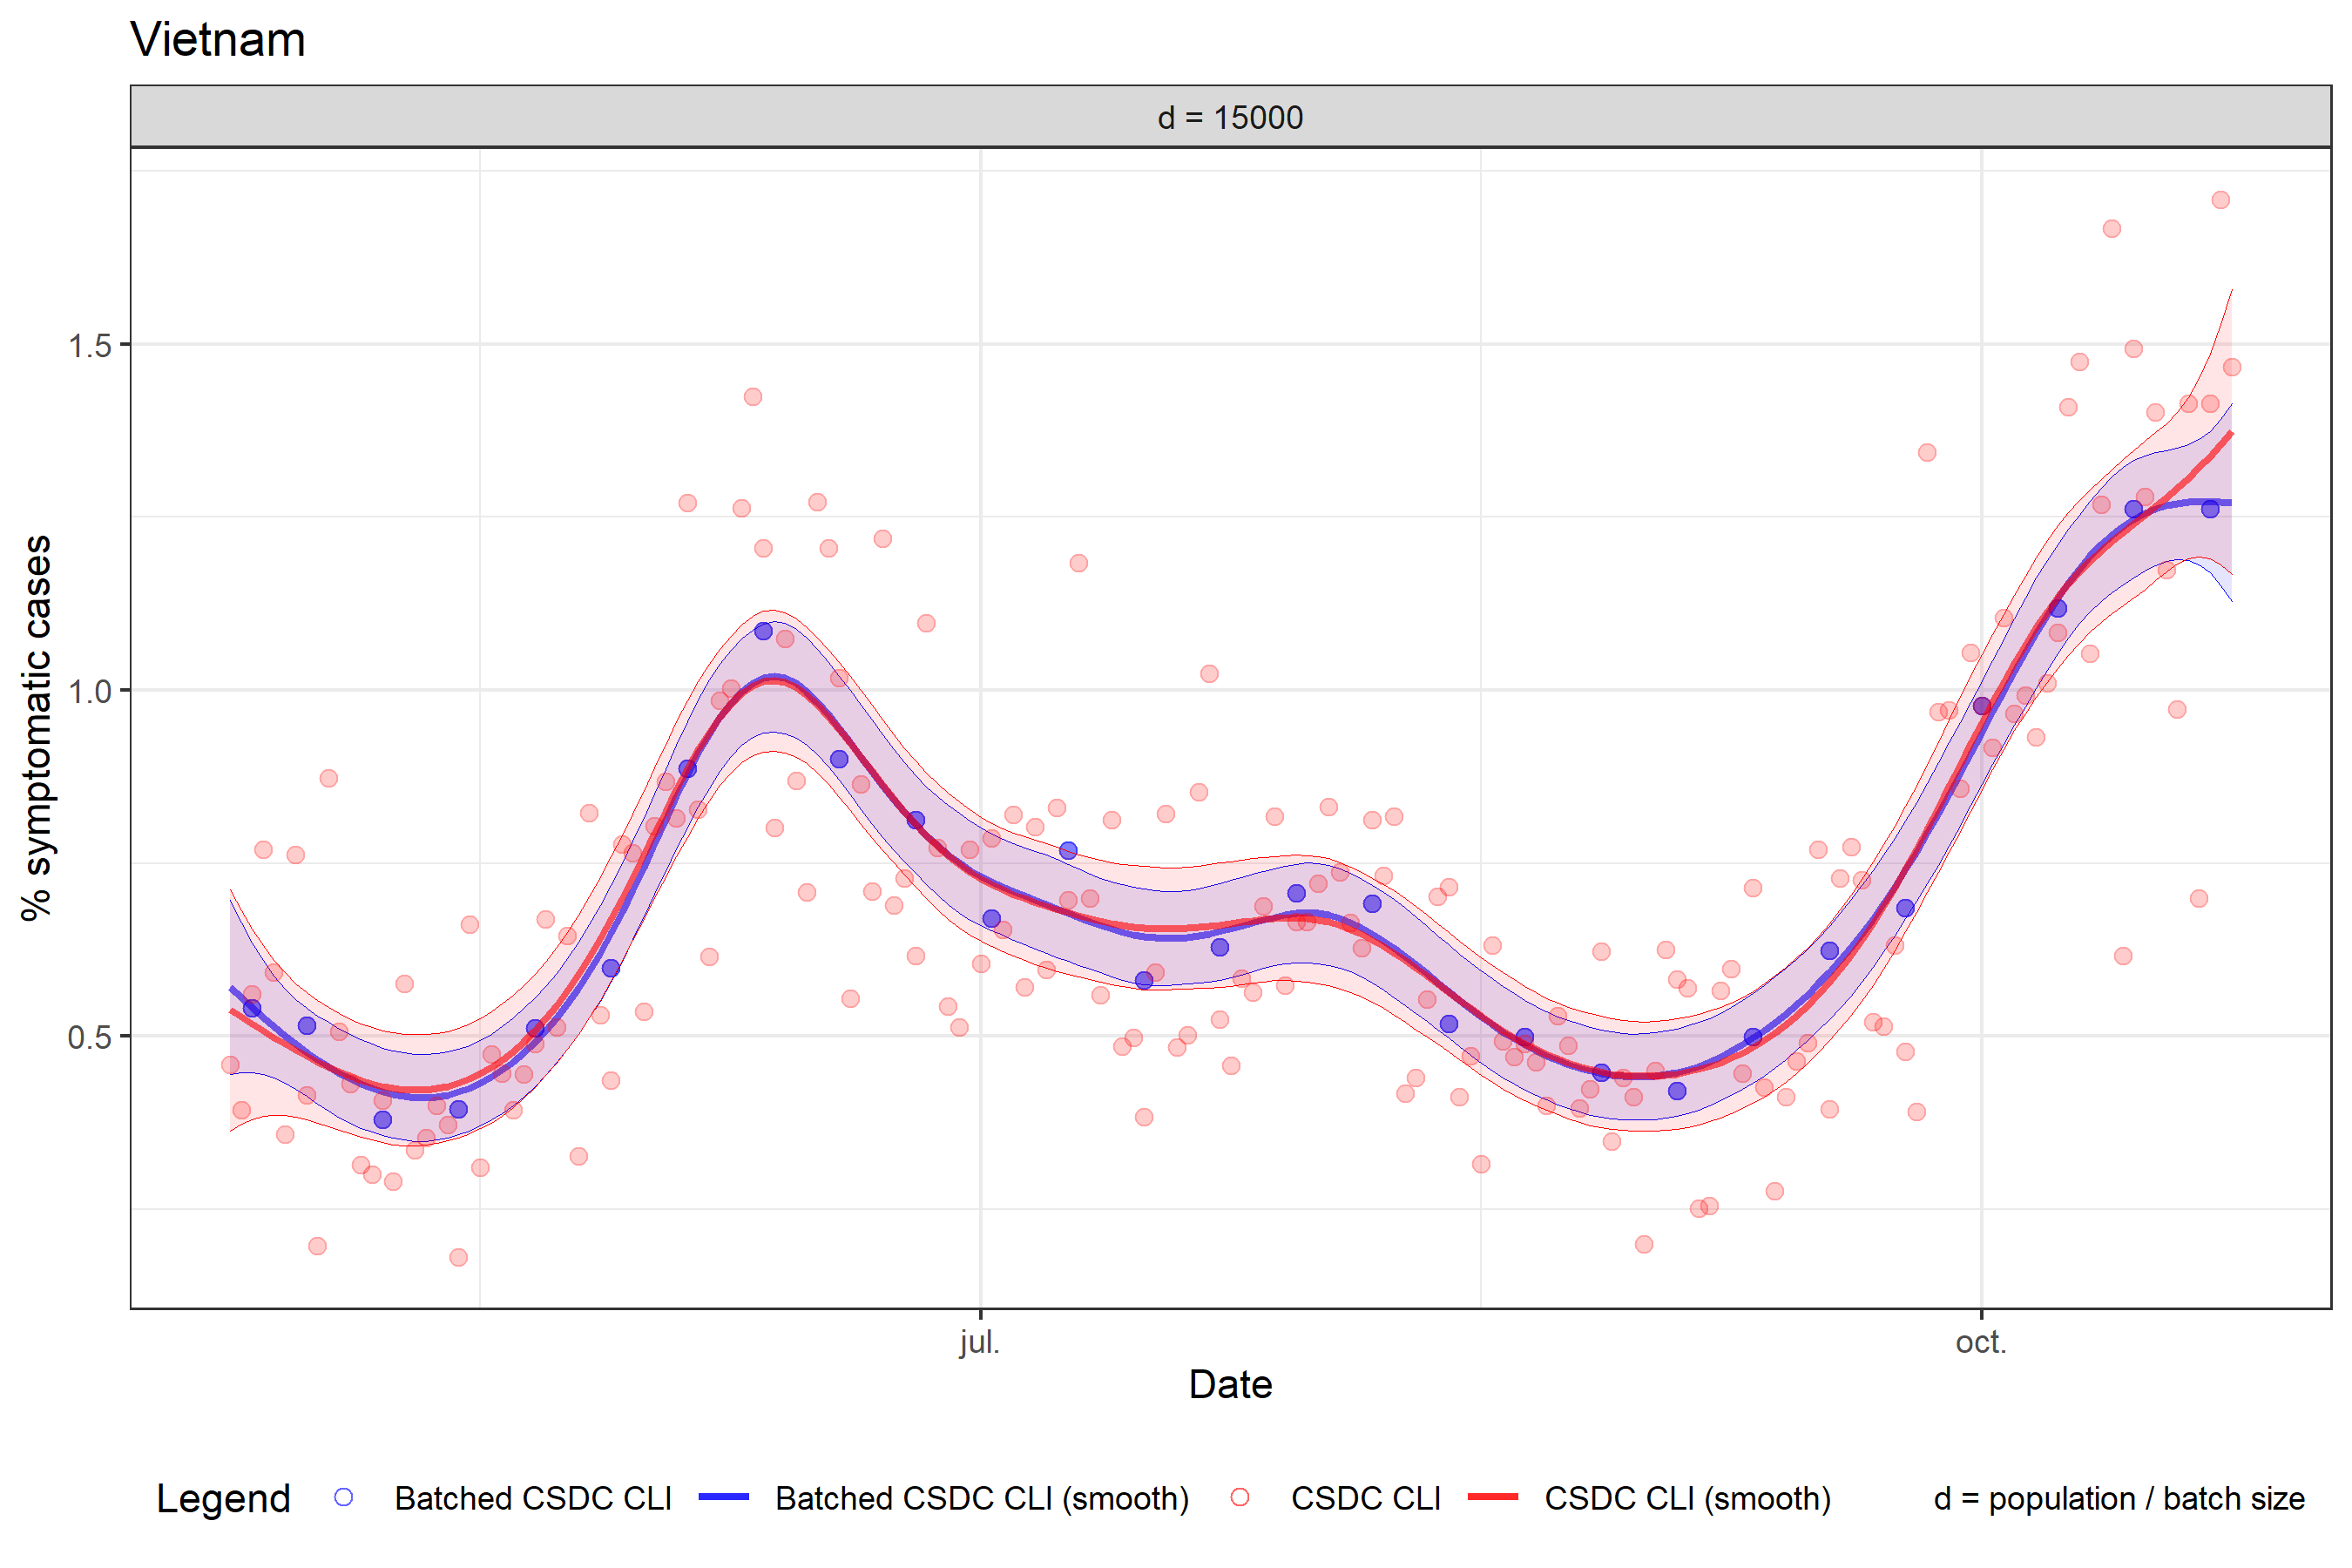 Vietnam
d = 15000
% symptomatic cases
1.5
1.0
0.5
jul.
oct.
Date
Legend Batched CSDC CLI Batched CSDC CLI (smooth) CSDC CLI CSDC CLI (smooth) d = population / batch size